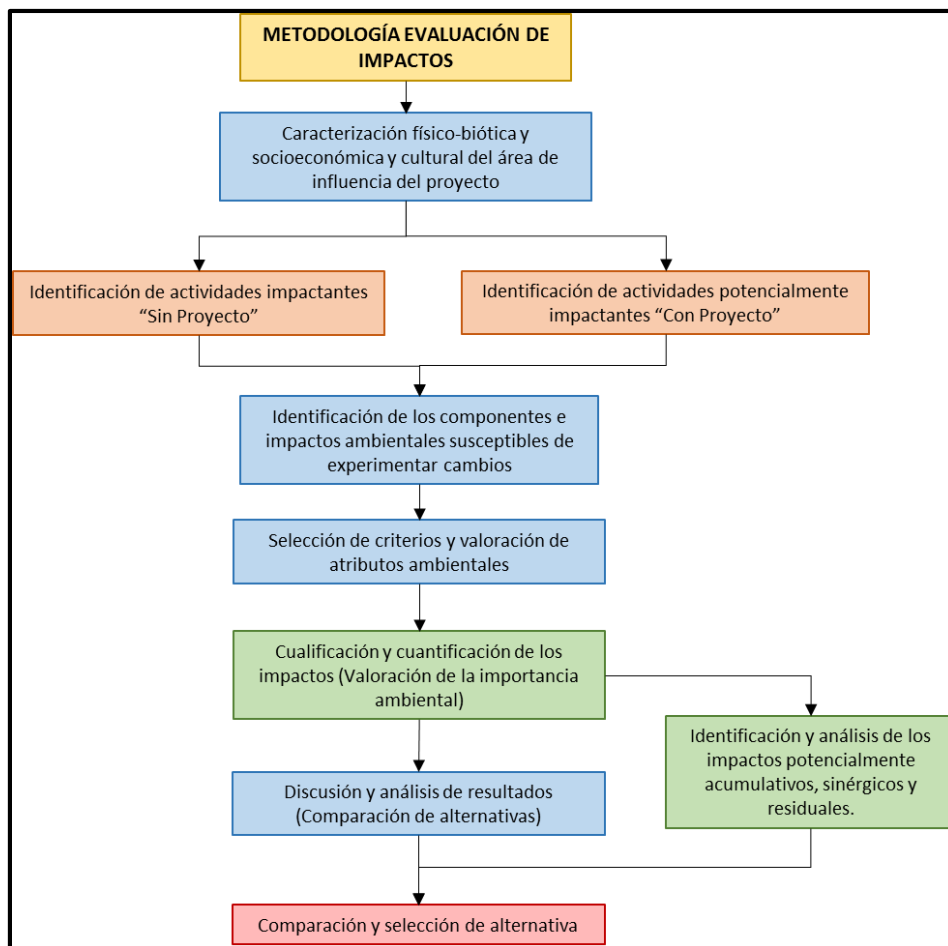 METODOLOGÍA EVALUACIÓN DE
IMPACTOS
Caracterización físico-biótica y
socioeconómica y cultural del área de
influencia del proyecto
Identificación de actividades impactantes
“Sin Proyecto”
Identificación de actividades potencialmente
impactantes “Con Proyecto”
Identificación de los componentes e
impactos ambientales susceptibles de
experimentar cambios
Selección de criterios y valoración de
atributos ambientales
Cualificación y cuantificación de los
impactos (Valoración de la importancia
ambiental)
Identificación y análisis de los
impactos potencialmente
acumulativos, sinérgicos y
residuales.
Discusión y análisis de resultados
(Comparación de alternativas)
Comparación y selección de alternativa